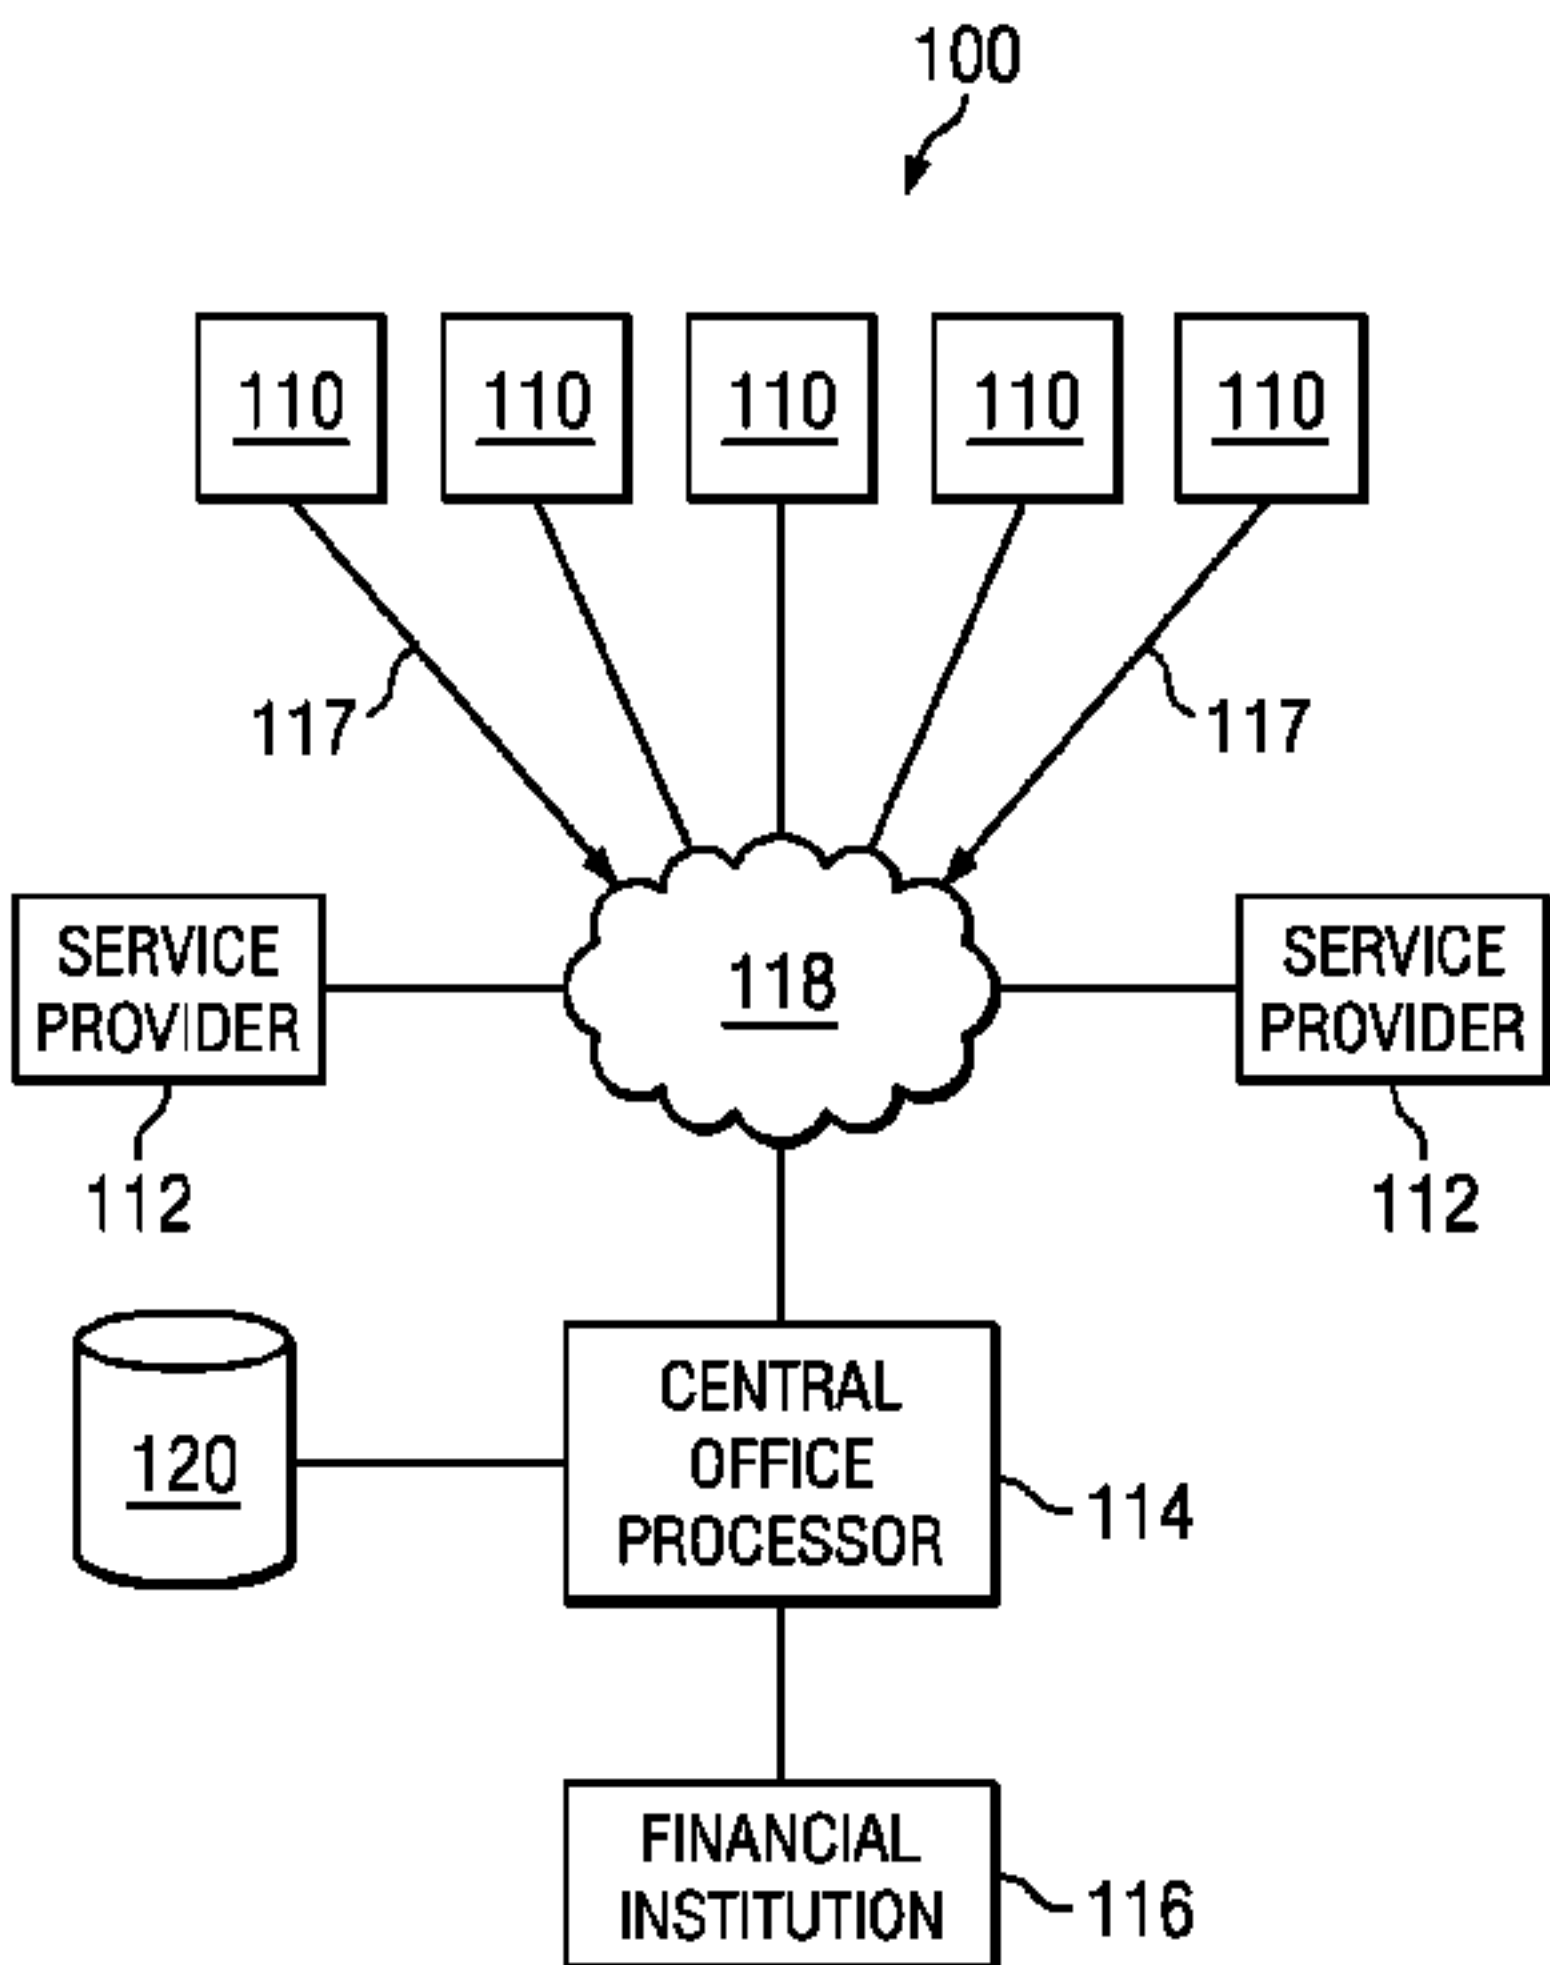 100
110 110 110 110 110
117 117
SERVICE
PROVIDER
118
SERVICE
PROVIDER
112 112
120
CENTRAL
OFFICE
PROCESSOR
114
FINANCIAL
INSTITUTION
116